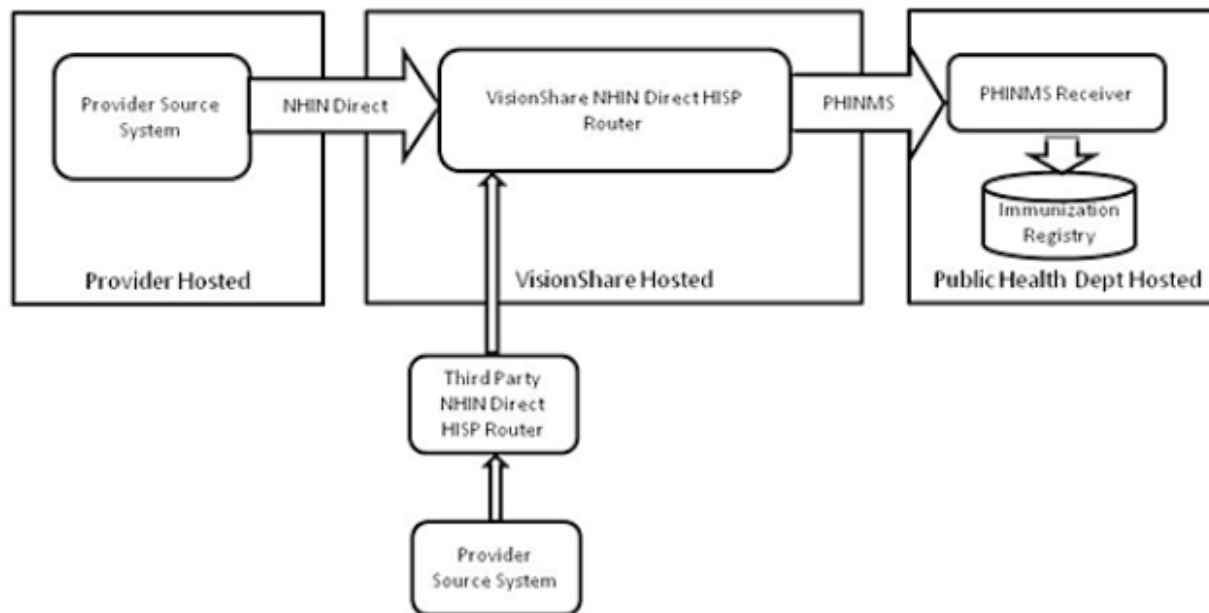 Provider Source
System
NHIN Direct
VisionShare NHIN Direct HISP
Router
PHINMS
PHINMS Receiver
Immunization
Registry
Provider Hosted
VisionShare Hosted
Public Health Dept Hosted
Third Party
NHIN Direct
HISP Router
Provider
Source System